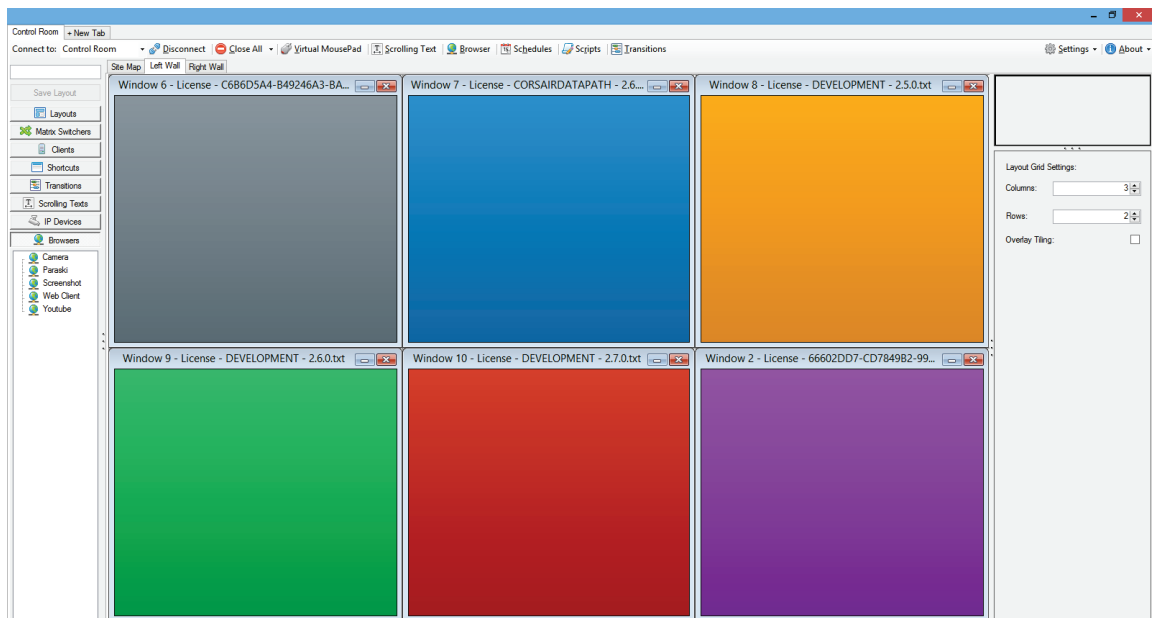 Control Room + New Tab
Connect to: Control Room Disconnect Close All Virtual MousePad Scrolling Text Browser Schedules Scripts Transitions Settings About
Site Map Left Wall Right Wall
Save Layout
Layouts
Matrix Switchers
Clients
Shortcuts
Transitions
Scrolling Texts
IP Devices
Browsers
Camera
Paraski
Screenshot
Web Client
Youtube
Window 6 - License - C6B6D5A4-B49246A3-BA...
Window 7 - License - CORSAIRDATAPATH - 2.6....
Window 8 - License - DEVELOPMENT - 2.5.0.txt
Window 9 - License - DEVELOPMENT - 2.6.0.txt
Window 10 - License - DEVELOPMENT - 2.7.0.txt
Window 2 - License - 66602DD7-CD7849B2-99...
Layout Grid Settings:
Columns: 3
Rows: 2
Overlay Tiling: